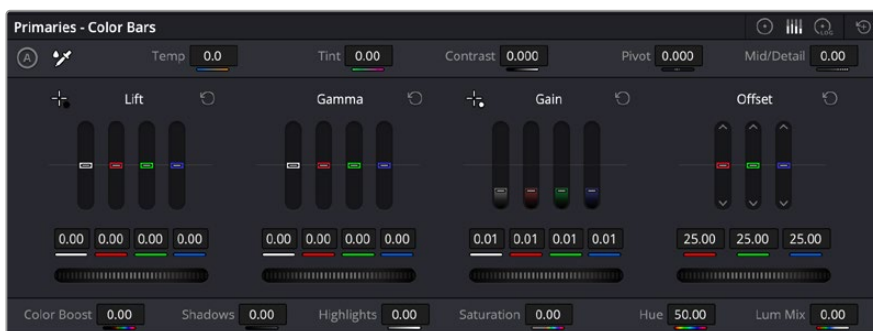 Primaries - Color Bars
LOG
A Temp 0.0 Tint 0.00 Contrast 0.000 Pivot 0.000 Mid/Detail 0.00
Lift Gamma Gain Offset
0.00 0.00 0.00 0.00 0.00 0.00 0.00 0.00 0.01 0.01 0.01 0.01 25.00 25.00 25.00
Color Boost 0.00 Shadows 0.00 Highlights 0.00 Saturation 0.00 Hue 50.00 Lum Mix 0.00